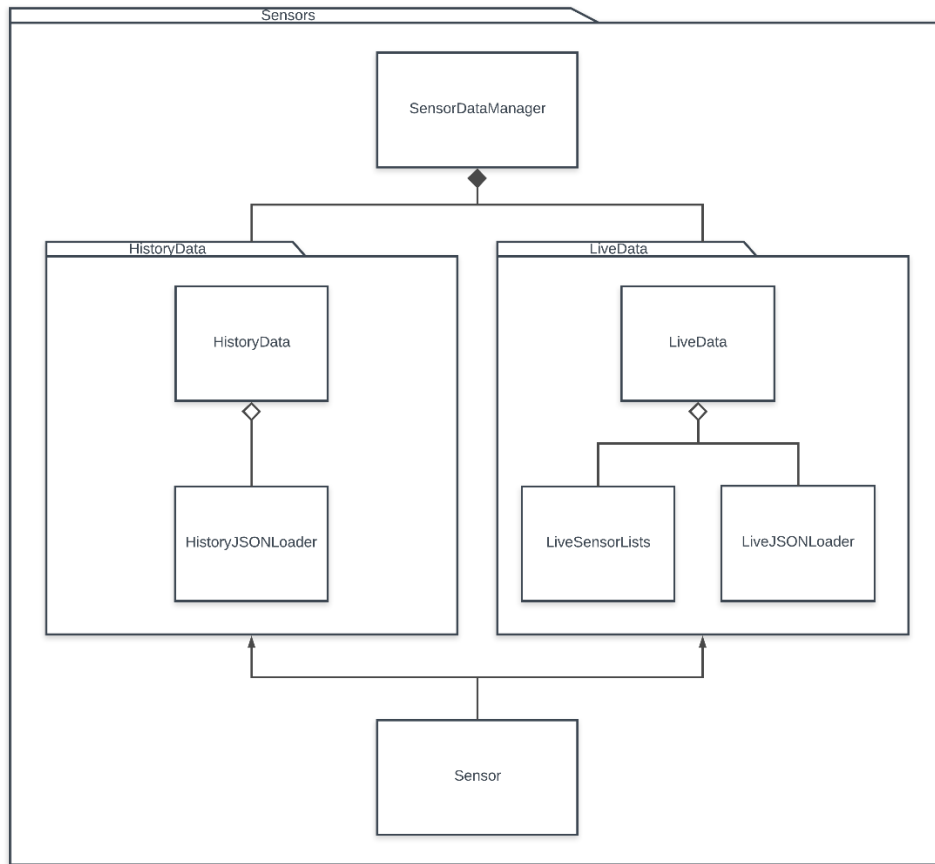 Sensors
SensorDataManager
HistoryData
LiveData
HistoryData
LiveData
HistoryJSONLoader
LiveSensorLists
LiveJSONLoader
Sensor